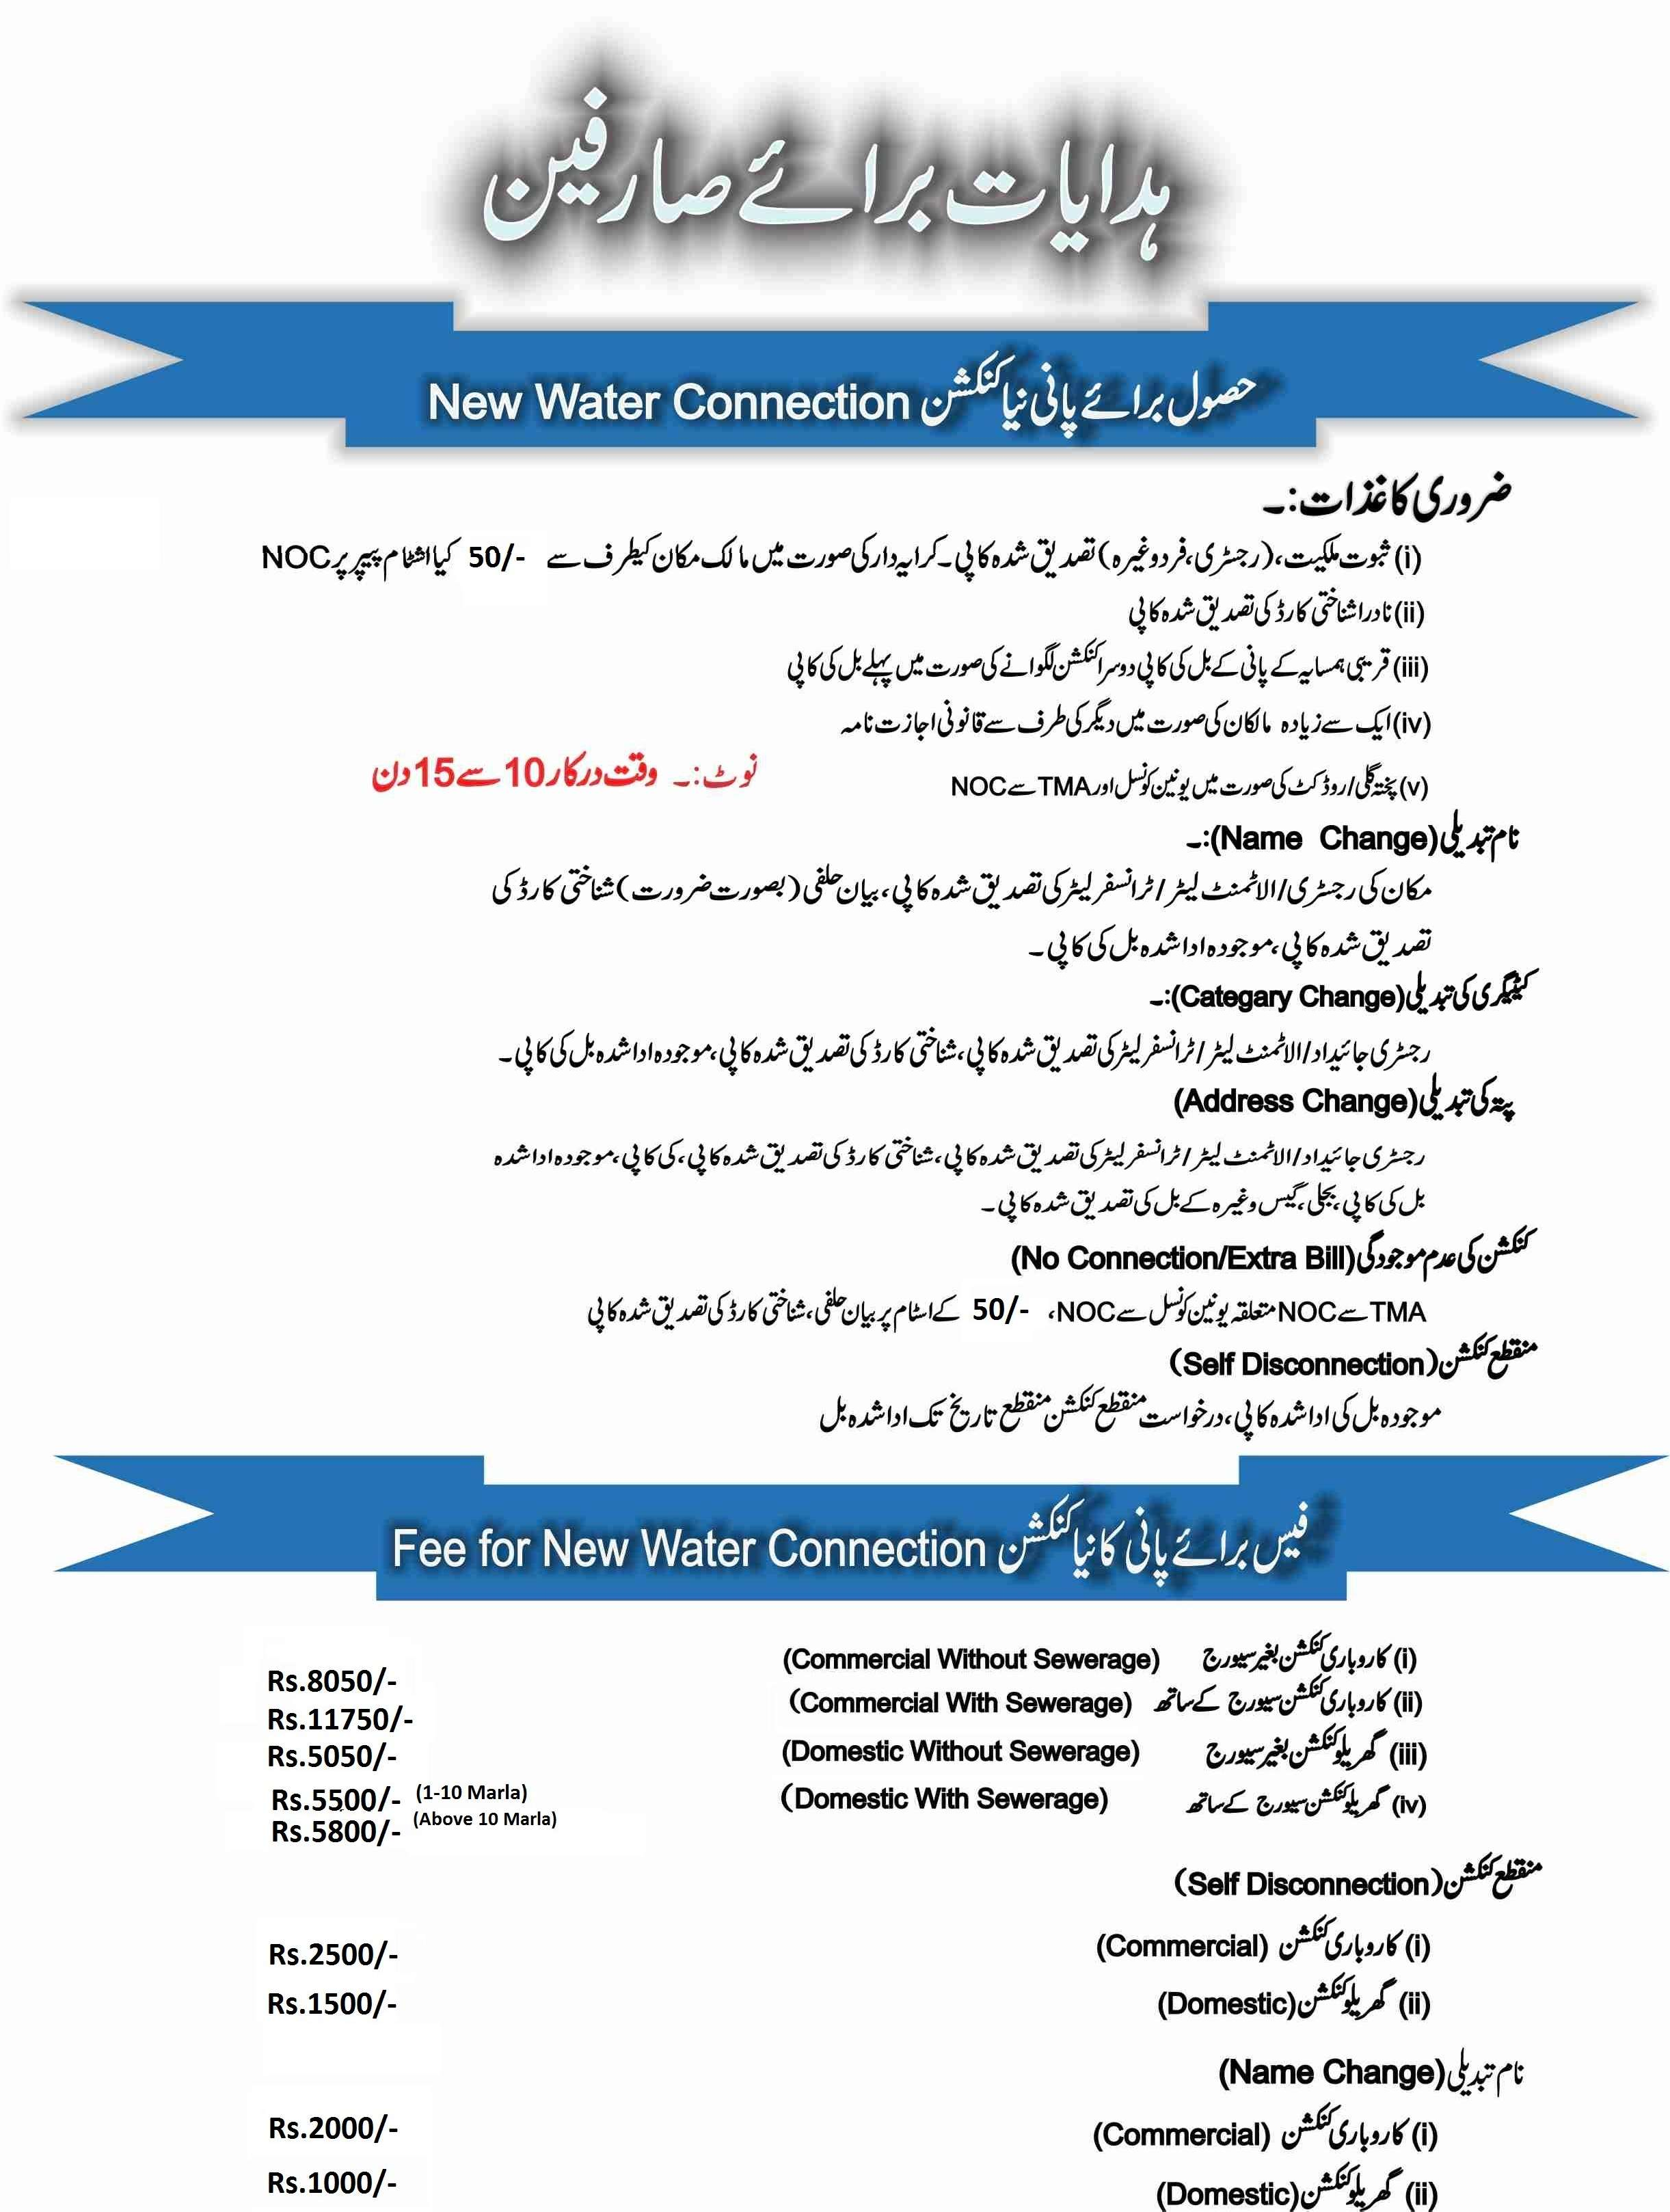 ہدایات برائے صارفین
حصول برائے پانی نیا کنکشن New Water Connection
ضروری کاغذات:۔
(i) ثبوت ملکیت، (رجسٹری، فرد وغیرہ) تصدیق شدہ کاپی۔ کرایہ دار کی صورت میں مالک مکان کیطرف سے 50/- کیا اشٹام پیپر پر NOC
(ii) نادرا شناختی کارڈ کی تصدیق شدہ کاپی
(iii) قریبی ہمسایہ کے پانی کے بل کی کاپی دوسرا کنکشن لگوانے کی صورت میں پہلے بل کی کاپی
(iv) ایک سے زیادہ مالکان کی صورت میں دیگر کی طرف سے قانونی اجازت نامہ
(v) پختہ گلی/روڈ کٹ کی صورت میں یونین کونسل اور TMA سے NOC
نوٹ:۔ وقت درکار 10 سے 15 دن
نام تبدیلی (Name Change):۔
مکان کی رجسٹری/الاٹمنٹ لیٹر/ٹرانسفر لیٹر کی تصدیق شدہ کاپی، بیان حلفی (بصورت ضرورت) شناختی کارڈ کی
تصدیق شدہ کاپی، موجودہ ادا شدہ بل کی کاپی۔
کیٹیگری کی تبدیلی (Categary Change):۔
رجسٹری جائیداد/الاٹمنٹ لیٹر/ٹرانسفر لیٹر کی تصدیق شدہ کاپی، شناختی کارڈ کی تصدیق شدہ کاپی، موجودہ ادا شدہ بل کی کاپی۔
پتہ کی تبدیلی (Address Change)
رجسٹری جائیداد/الاٹمنٹ لیٹر/ٹرانسفر لیٹر کی تصدیق شدہ کاپی، شناختی کارڈ کی تصدیق شدہ کاپی، کی کاپی، موجودہ ادا شدہ
بل کی کاپی، بجلی، گیس وغیرہ کے بل کی تصدیق شدہ کاپی۔
کنکشن کی عدم موجودگی (No Connection/Extra Bill)
TMA سے NOC متعلقہ یونین کونسل سے NOC، 50/- کے اسٹام پر بیان حلفی، شناختی کارڈ کی تصدیق شدہ کاپی
منقطع کنکشن (Self Disconnection)
موجودہ بل کی ادا شدہ کاپی، درخواست منقطع کنکشن منقطع تاریخ تک ادا شدہ بل
فیس برائے پانی کا نیا کنکشن Fee for New Water Connection
(i) کاروباری کنکشن بغیر سیورج (Commercial Without Sewerage) Rs.8050/-
(ii) کاروباری کنکشن سیورج کے ساتھ (Commercial With Sewerage) Rs.11750/-
(iii) گھریلو کنکشن بغیر سیورج (Domestic Without Sewerage) Rs.5050/-
(iv) گھریلو کنکشن سیورج کے ساتھ (Domestic With Sewerage) Rs.5500/- (1-10 Marla)
Rs.5800/- (Above 10 Marla)
منقطع کنکشن (Self Disconnection)
(i) کاروباری کنکشن (Commercial) Rs.2500/-
(ii) گھریلو کنکشن (Domestic) Rs.1500/-
نام تبدیلی (Name Change)
(i) کاروباری کنکشن (Commercial) Rs.2000/-
(ii) گھریلو کنکشن (Domestic) Rs.1000/-